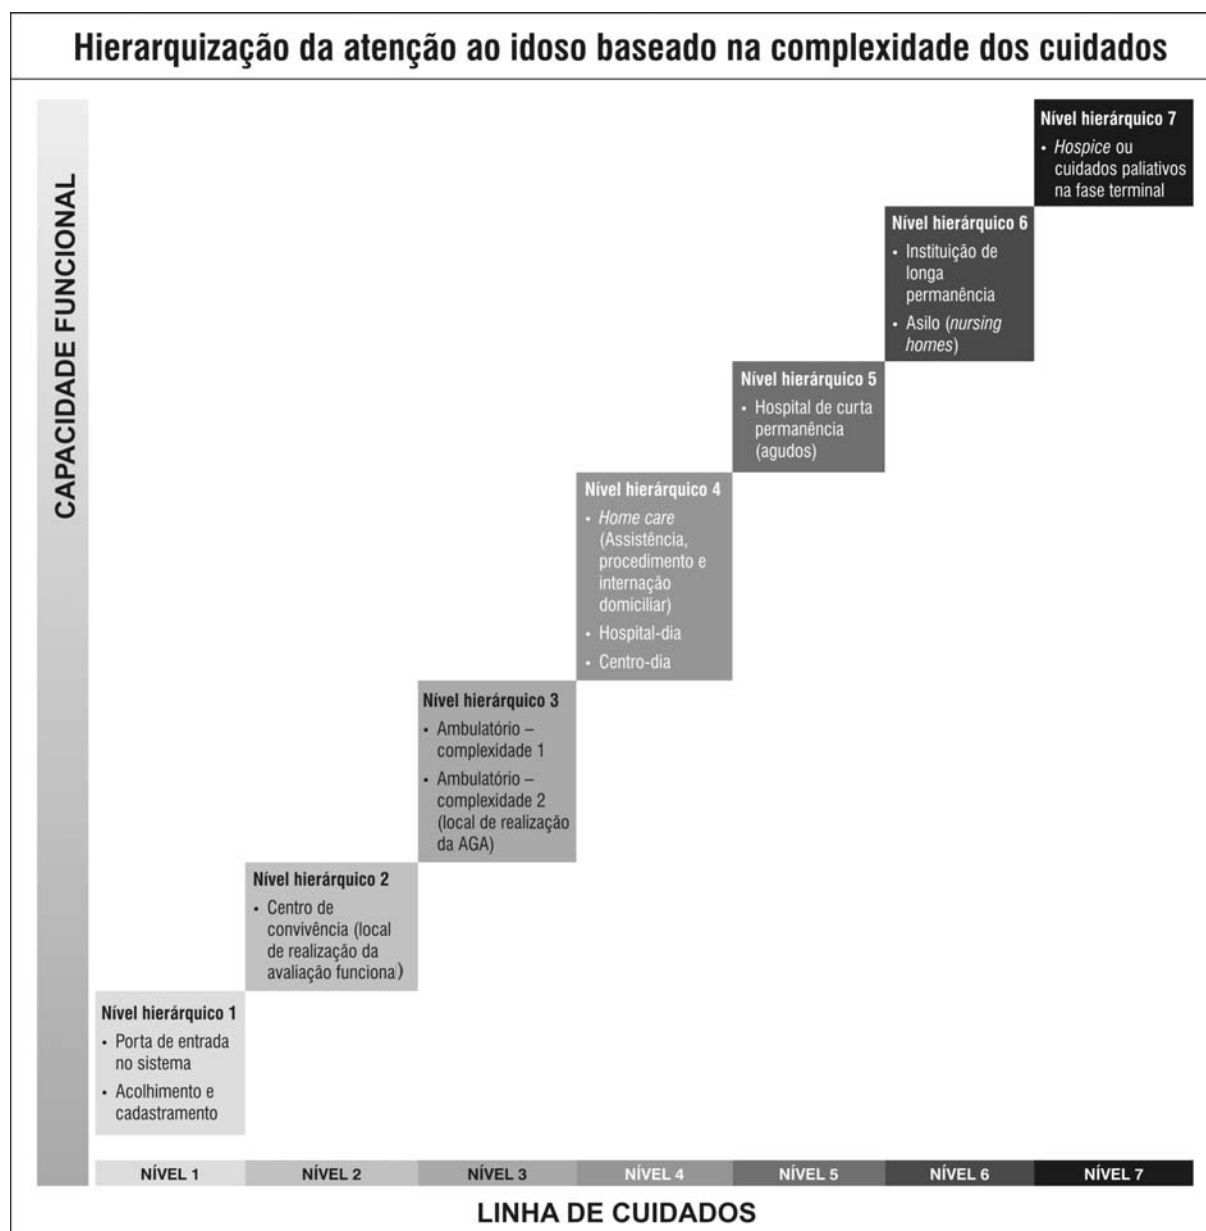 Hierarquização da atenção ao idoso baseado na complexidade dos cuidados
CAPACIDADE FUNCIONAL
Nível hierárquico 7
• Hospice ou
cuidados paliativos
na fase terminal
Nível hierárquico 6
• Instituição de
longa
permanência
• Asilo (nursing
homes)
Nível hierárquico 5
• Hospital de curta
permanência
(agudos)
Nível hierárquico 4
• Home care
(Assistência,
procedimento e
internação
domiciliar)
• Hospital-dia
• Centro-dia
Nível hierárquico 3
• Ambulatório –
complexidade 1
• Ambulatório –
complexidade 2
(local de realização
da AGA)
Nível hierárquico 2
• Centro de
convivência (local
de realização da
avaliação funcional)
Nível hierárquico 1
• Porta de entrada
no sistema
• Acolhimento e
cadastramento
NÍVEL 1 NÍVEL 2 NÍVEL 3 NÍVEL 4 NÍVEL 5 NÍVEL 6 NÍVEL 7
LINHA DE CUIDADOS